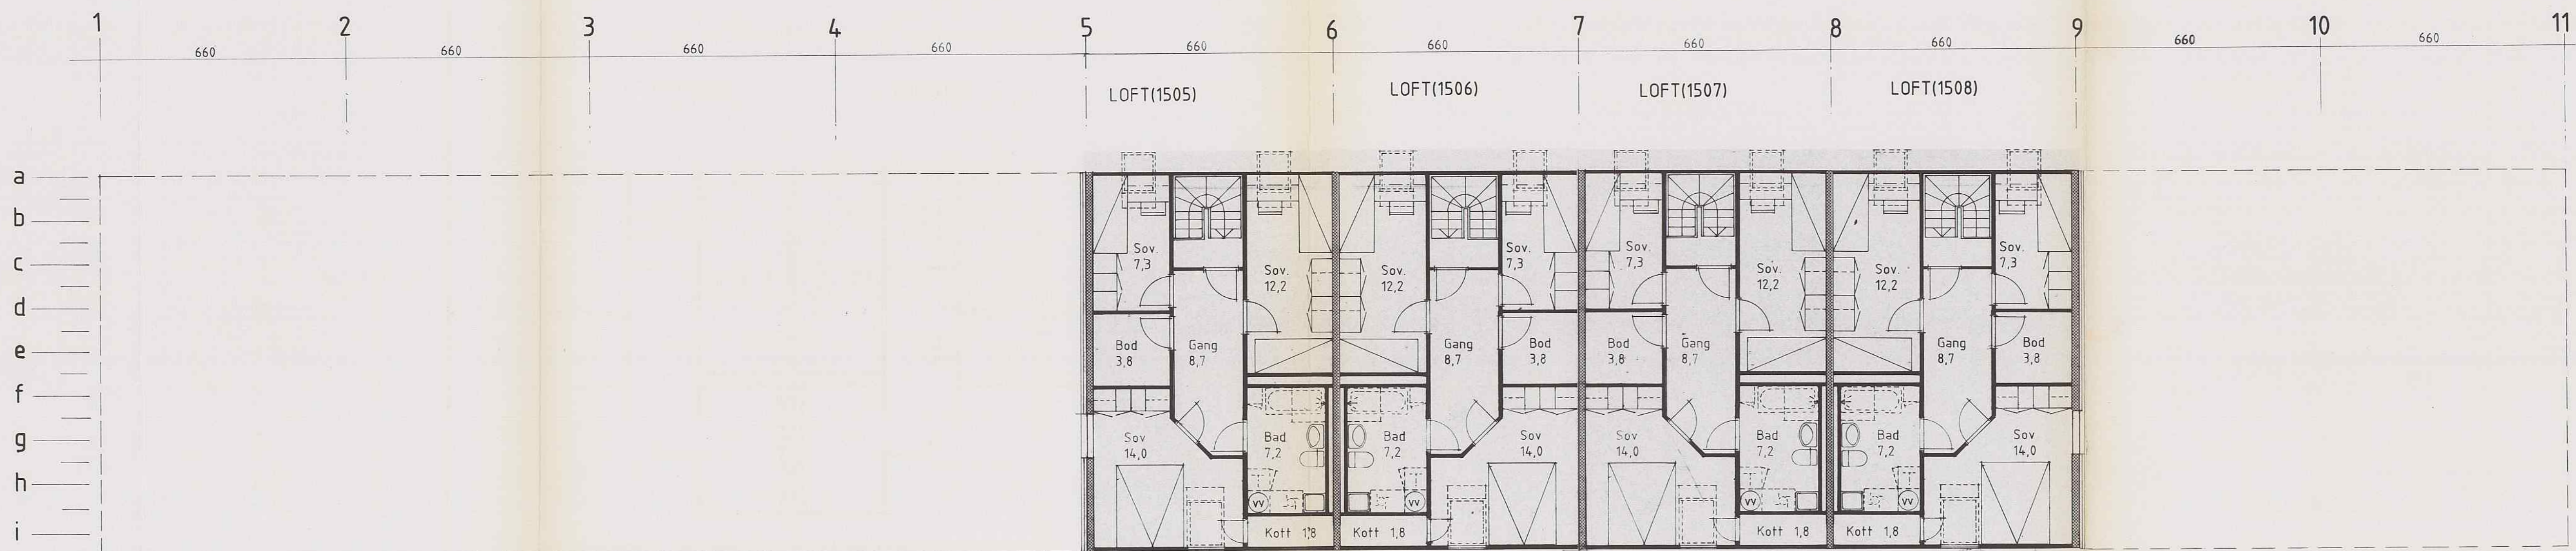 1 2 3 4 5 6 7 8 9 10 11
660 660 660 660 660 660 660 660 660 660
LOFT(1505) LOFT(1506) LOFT(1507) LOFT(1508)
a
b
c
d
e
f
g
h
i
Sov. Sov. Sov. Sov.
7,3 7,3 7,3 7,3
Sov. Sov. Sov. Sov.
12,2 12,2 12,2 12,2
Bod Gang Gang Bod Bod Gang Gang Bod
3,8 8,7 8,7 3,8 3,8 8,7 8,7 3,8
Sov Bad Bad Sov Sov Bad Bad Sov
14,0 7,2 7,2 14,0 14,0 7,2 7,2 14,0
VV VV VV VV
Kott 1,8 Kott 1,8 Kott 1,8 Kott 1,8